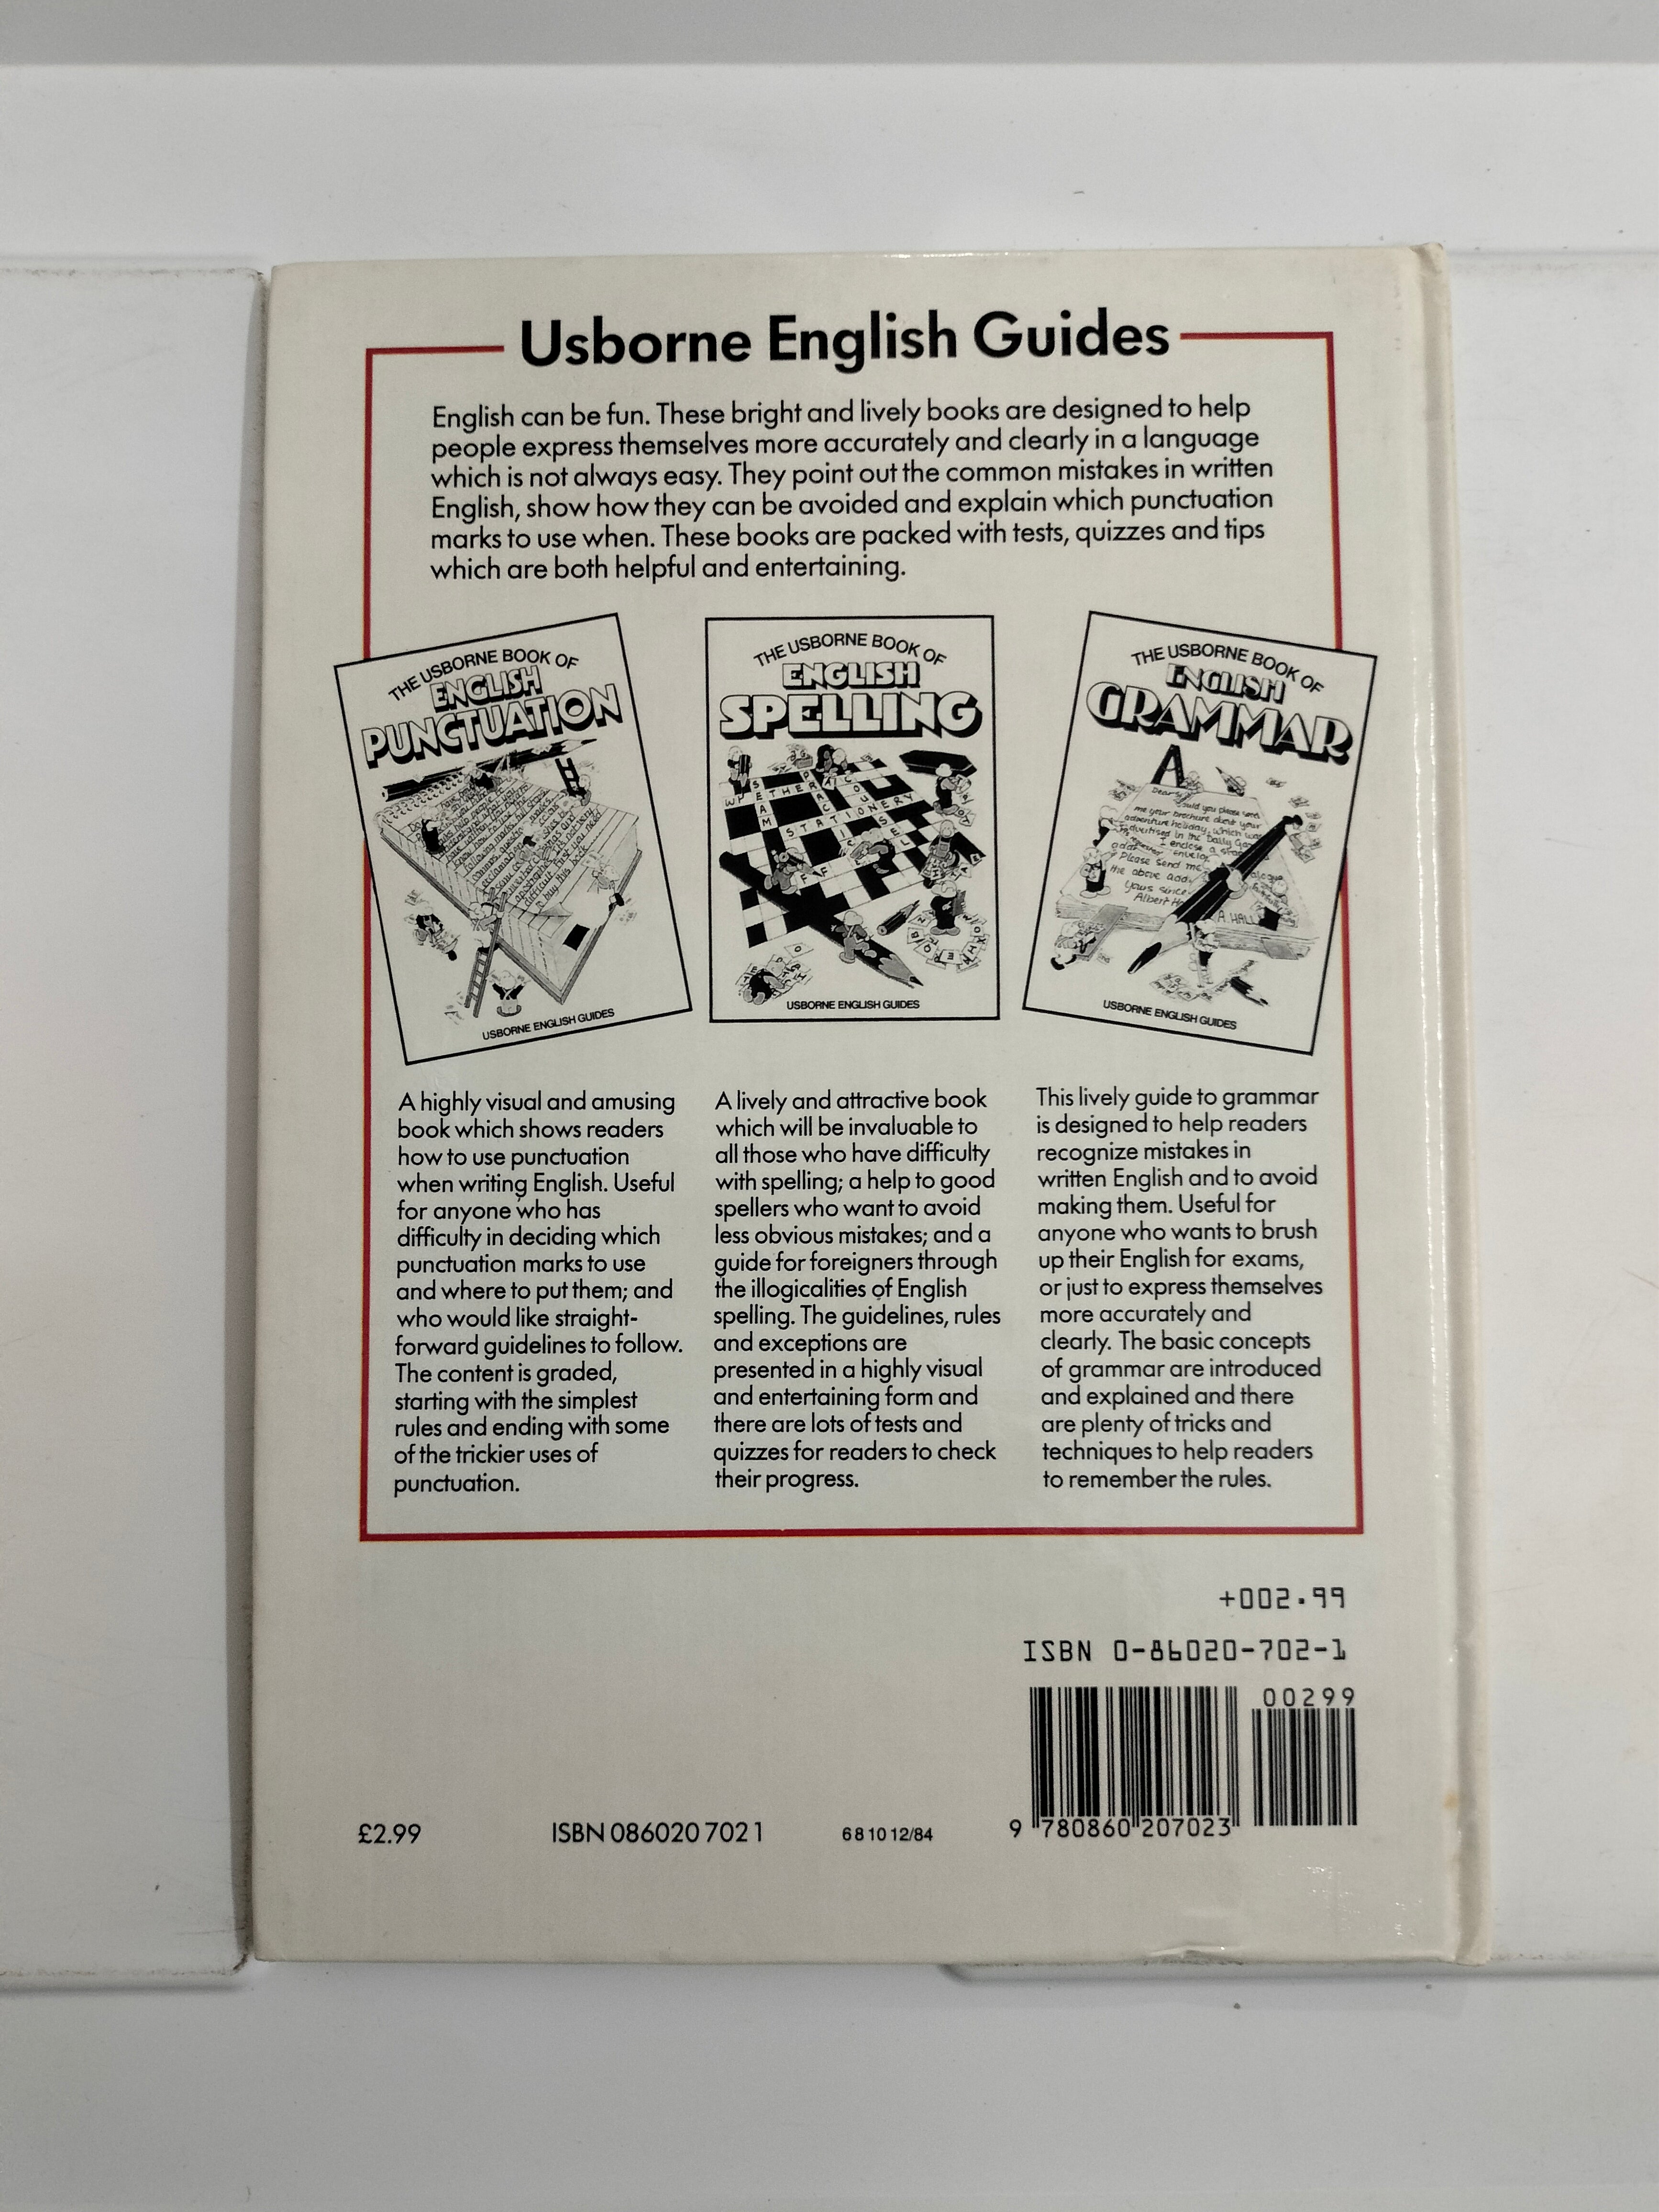 Usborne English Guides
English can be fun. These bright and lively books are designed to help
people express themselves more accurately and clearly in a language
which is not always easy. They point out the common mistakes in written
English, show how they can be avoided and explain which punctuation
marks to use when. These books are packed with tests, quizzes and tips
which are both helpful and entertaining.
THE USBORNE BOOK OF
ENGLISH
PUNCTUATION
USBORNE ENGLISH GUIDES
THE USBORNE BOOK OF
ENGLISH
SPELLING
STATIONERY
USBORNE ENGLISH GUIDES
THE USBORNE BOOK OF
ENGLISH
GRAMMAR
A. HALL
USBORNE ENGLISH GUIDES
A highly visual and amusing
book which shows readers
how to use punctuation
when writing English. Useful
for anyone who has
difficulty in deciding which
punctuation marks to use
and where to put them; and
who would like straight-
forward guidelines to follow.
The content is graded,
starting with the simplest
rules and ending with some
of the trickier uses of
punctuation.
A lively and attractive book
which will be invaluable to
all those who have difficulty
with spelling; a help to good
spellers who want to avoid
less obvious mistakes; and a
guide for foreigners through
the illogicalities of English
spelling. The guidelines, rules
and exceptions are
presented in a highly visual
and entertaining form and
there are lots of tests and
quizzes for readers to check
their progress.
This lively guide to grammar
is designed to help readers
recognize mistakes in
written English and to avoid
making them. Useful for
anyone who wants to brush
up their English for exams,
or just to express themselves
more accurately and
clearly. The basic concepts
of grammar are introduced
and explained and there
are plenty of tricks and
techniques to help readers
to remember the rules.
+002.99
ISBN 0-86020-702-1
00299
9 780860 207023
£2.99
ISBN 086020 7021
6 8 10 12/84